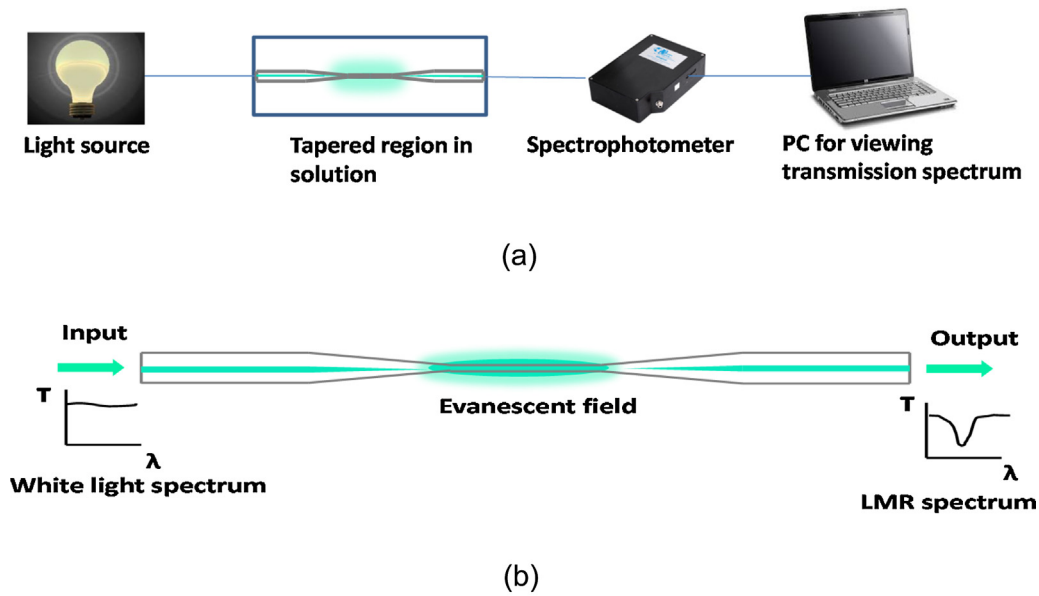 Light source
Tapered region in
solution
Spectrophotometer
PC for viewing
transmission spectrum
(a)
Input
Output
T
λ
White light spectrum
Evanescent field
T
λ
LMR spectrum
(b)